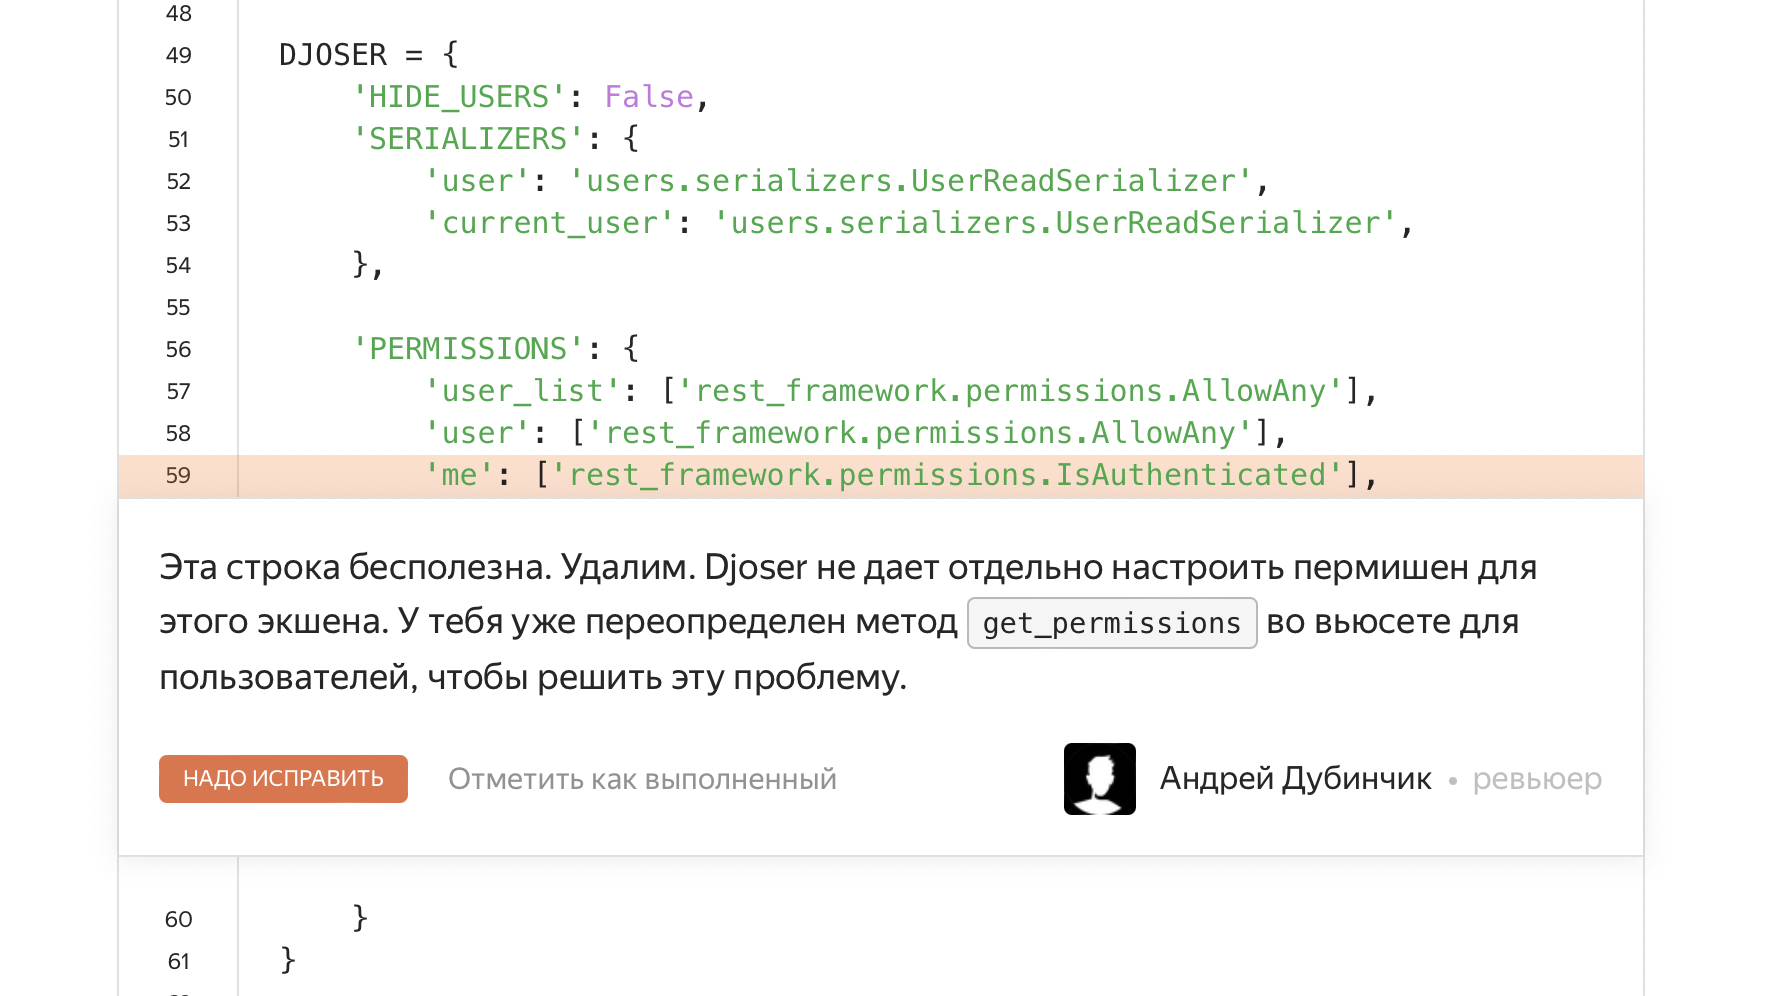 48
49 DJOSER = {
50 'HIDE_USERS': False,
51 'SERIALIZERS': {
52 'user': 'users.serializers.UserReadSerializer',
53 'current_user': 'users.serializers.UserReadSerializer',
54 },
55
56 'PERMISSIONS': {
57 'user_list': ['rest_framework.permissions.AllowAny'],
58 'user': ['rest_framework.permissions.AllowAny'],
59 'me': ['rest_framework.permissions.IsAuthenticated'],
Эта строка бесполезна. Удалим. Djoser не дает отдельно настроить пермишен для
этого экшена. У тебя уже переопределен метод get_permissions во вьюсете для
пользователей, чтобы решить эту проблему.
НАДО ИСПРАВИТЬ Отметить как выполненный Андрей Дубинчик • ревьюер
60 }
61 }